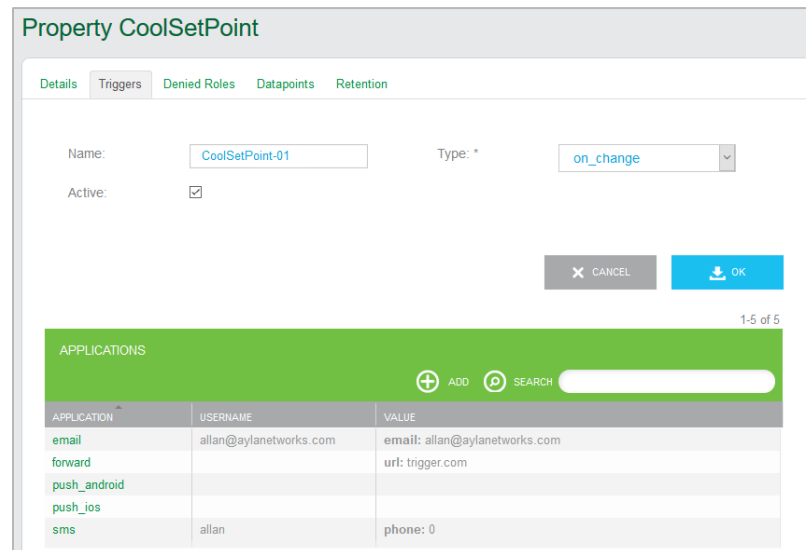 Property CoolSetPoint
Details Triggers Denied Roles Datapoints Retention
Name: CoolSetPoint-01 Type: * on_change
Active:
CANCEL OK
1-5 of 5
APPLICATIONS
ADD SEARCH
APPLICATION USERNAME VALUE
email allan@aylanetworks.com email: allan@aylanetworks.com
forward url: trigger.com
push_android
push_ios
sms allan phone: 0